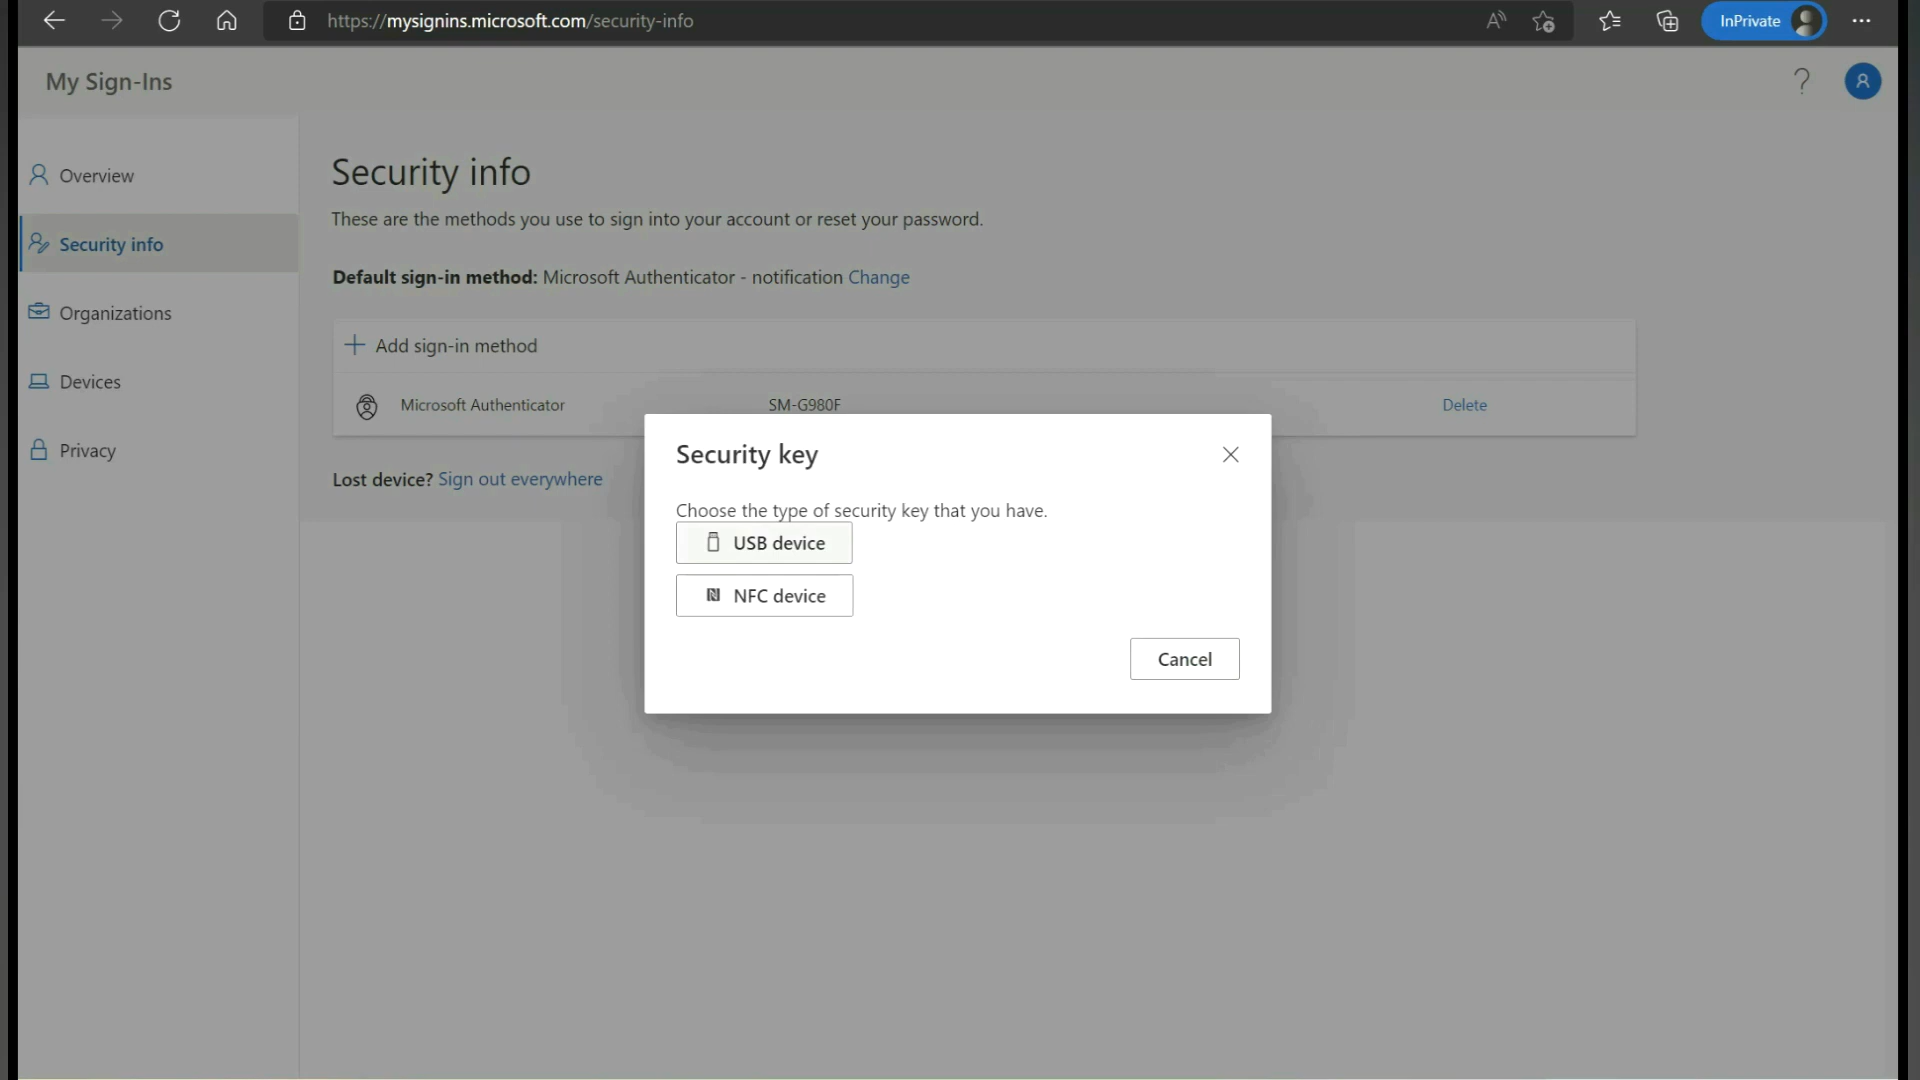 https://mysignins.microsoft.com/security-info
InPrivate
My Sign-Ins
Overview
Security info
Organizations
Devices
Privacy
Security info
These are the methods you use to sign into your account or reset your password.
Default sign-in method: Microsoft Authenticator - notification Change
Add sign-in method
Microsoft Authenticator SM-G980F Delete
Lost device? Sign out everywhere
Security key
Choose the type of security key that you have.
USB device
NFC device
Cancel